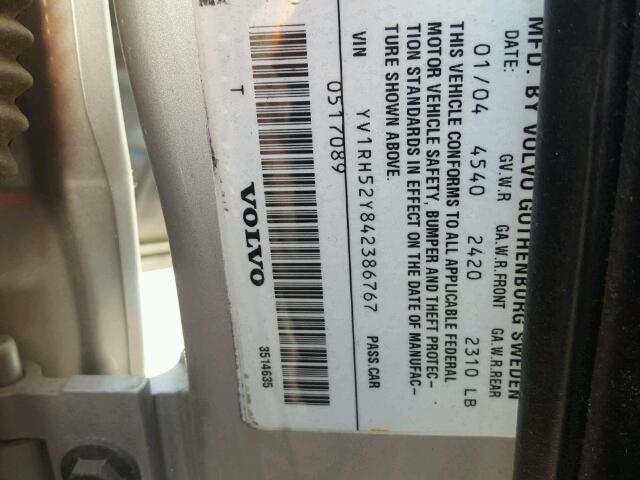 MFD. BY VOLVO GOTHENBURG SWEDEN
DATE: GV.W.R GA.W.R.FRONT GA.W.R.REAR
01/04 4540 2420 2310 LB
THIS VEHICLE CONFORMS TO ALL APPLICABLE FEDERAL
MOTOR VEHICLE SAFETY, BUMPER AND THEFT PROTEC-
TION STANDARDS IN EFFECT ON THE DATE OF MANUFAC-
TURE SHOWN ABOVE.
VIN YV1RH52Y842386767 PASS.CAR
0517089
T VOLVO 3514635